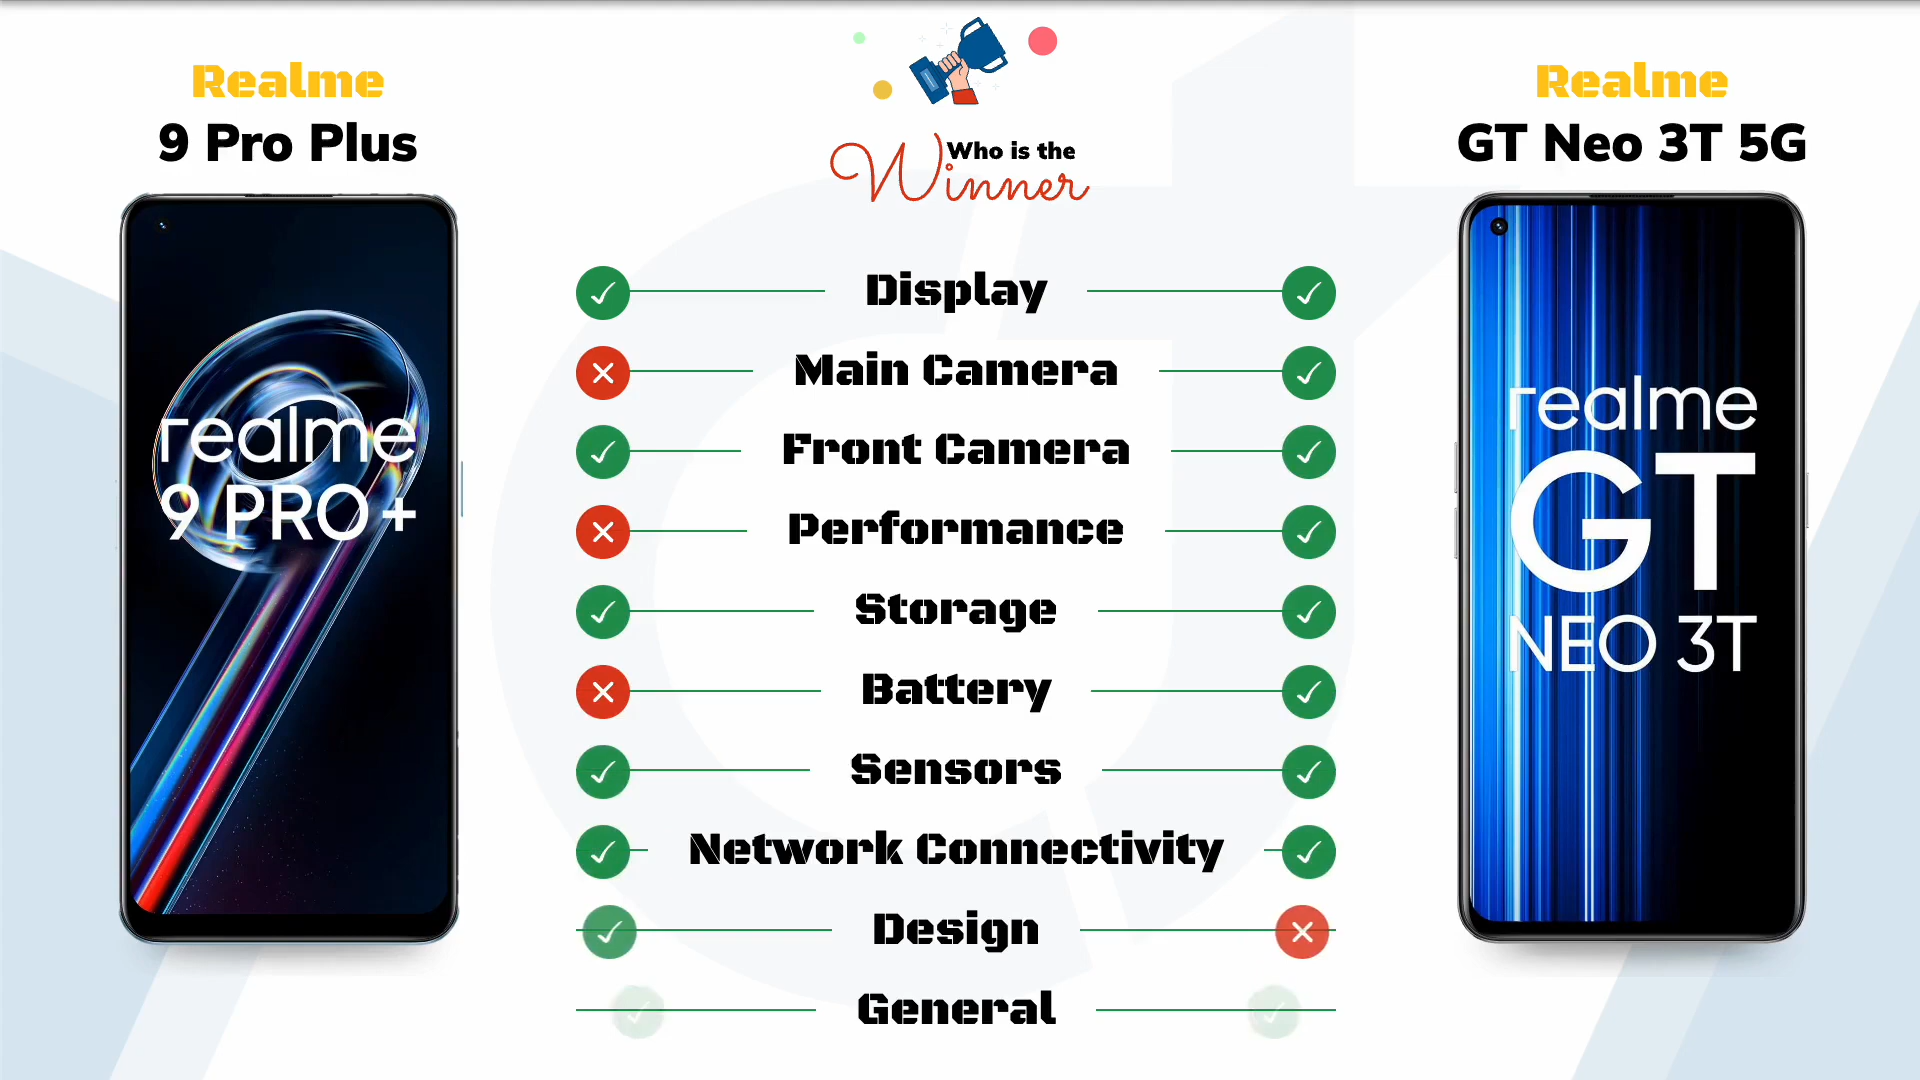 Realme
9 Pro Plus
realme
9 PRO+
Who is the
Winner
Display
Main Camera
Front Camera
Performance
Storage
Battery
Sensors
Network Connectivity
Design
General
Realme
GT Neo 3T 5G
realme
GT
NEO 3T